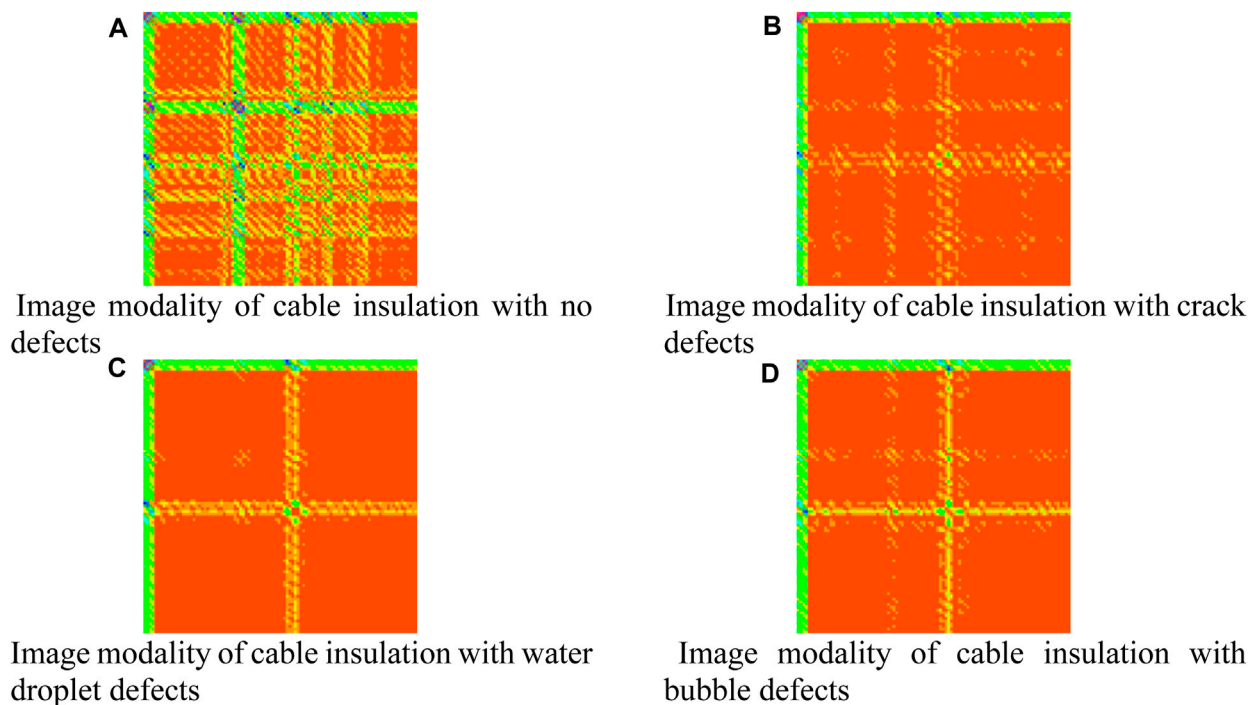 A
B
Image modality of cable insulation with no
defects
Image modality of cable insulation with crack
defects
C
D
Image modality of cable insulation with water
droplet defects
Image modality of cable insulation with
bubble defects